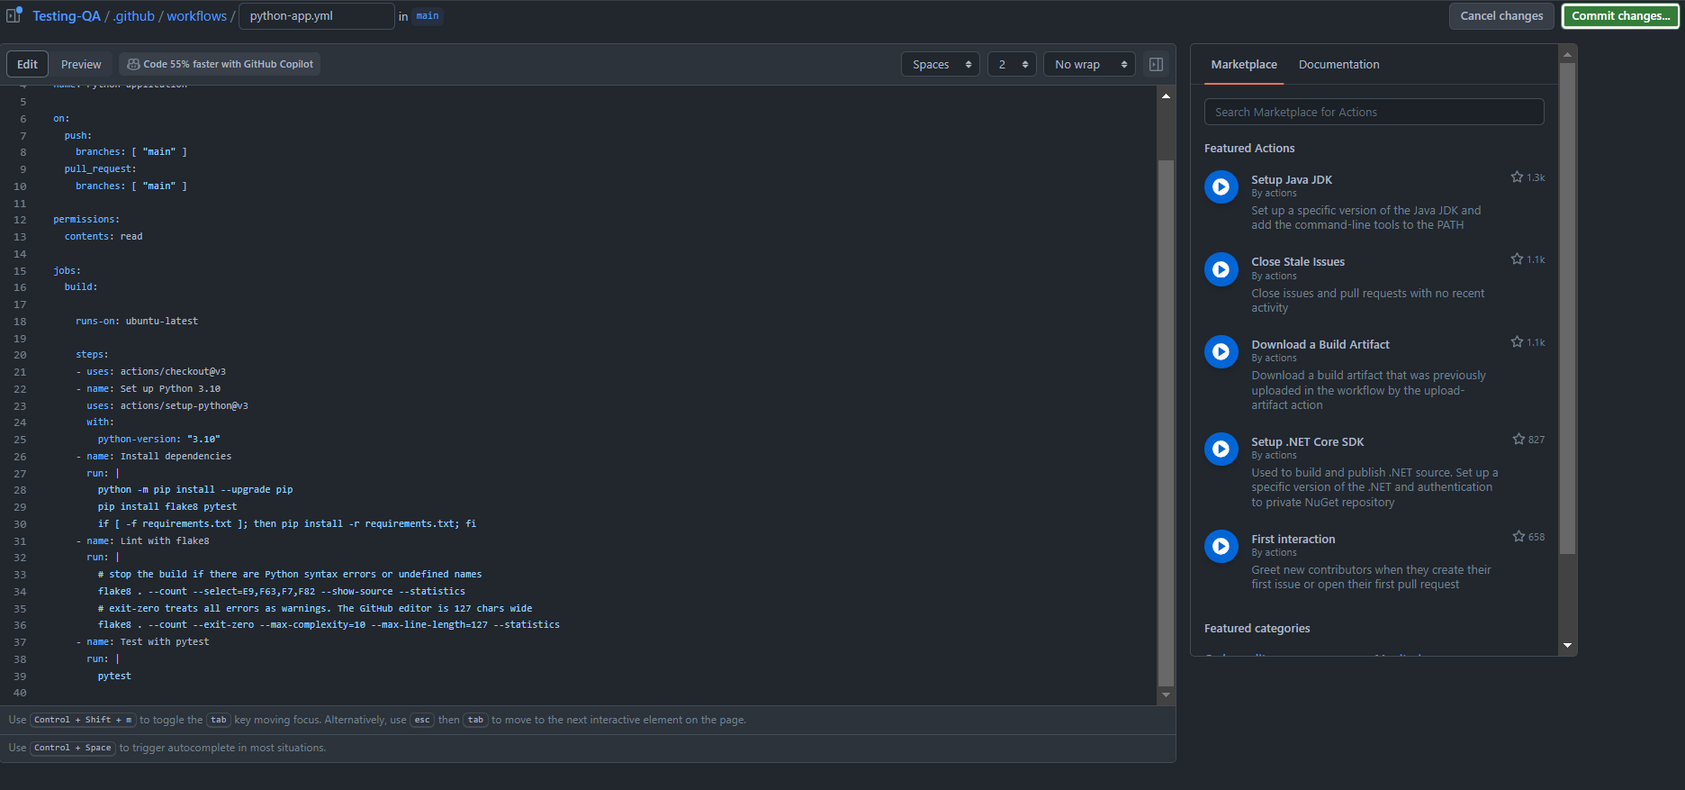 Testing-QA / .github / workflows / python-app.yml in main
Cancel changes Commit changes...
Edit Preview Code 55% faster with GitHub Copilot Spaces 2 No wrap
4 name: Python application
5
6 on:
7 push:
8 branches: [ "main" ]
9 pull_request:
10 branches: [ "main" ]
11
12 permissions:
13 contents: read
14
15 jobs:
16 build:
17
18 runs-on: ubuntu-latest
19
20 steps:
21 - uses: actions/checkout@v3
22 - name: Set up Python 3.10
23 uses: actions/setup-python@v3
24 with:
25 python-version: "3.10"
26 - name: Install dependencies
27 run: |
28 python -m pip install --upgrade pip
29 pip install flake8 pytest
30 if [ -f requirements.txt ]; then pip install -r requirements.txt; fi
31 - name: Lint with flake8
32 run: |
33 # stop the build if there are Python syntax errors or undefined names
34 flake8 . --count --select=E9,F63,F7,F82 --show-source --statistics
35 # exit-zero treats all errors as warnings. The GitHub editor is 127 chars wide
36 flake8 . --count --exit-zero --max-complexity=10 --max-line-length=127 --statistics
37 - name: Test with pytest
38 run: |
39 pytest
40
Use Control + Shift + m to toggle the tab key moving focus. Alternatively, use esc then tab to move to the next interactive element on the page.
Use Control + Space to trigger autocomplete in most situations.
Marketplace Documentation
Search Marketplace for Actions
Featured Actions
Setup Java JDK 1.3k
By actions
Set up a specific version of the Java JDK and
add the command-line tools to the PATH
Close Stale Issues 1.1k
By actions
Close issues and pull requests with no recent
activity
Download a Build Artifact 1.1k
By actions
Download a build artifact that was previously
uploaded in the workflow by the upload-
artifact action
Setup .NET Core SDK 827
By actions
Used to build and publish .NET source. Set up a
specific version of the .NET and authentication
to private NuGet repository
First interaction 658
By actions
Greet new contributors when they create their
first issue or open their first pull request
Featured categories